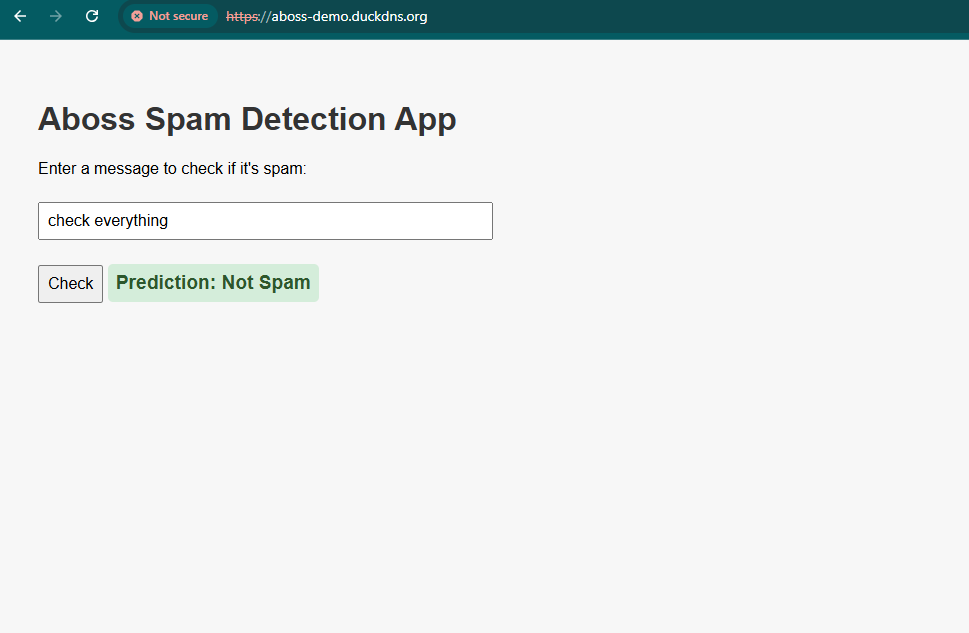 Not secure https://aboss-demo.duckdns.org
Aboss Spam Detection App
Enter a message to check if it's spam:
check everything
Check Prediction: Not Spam